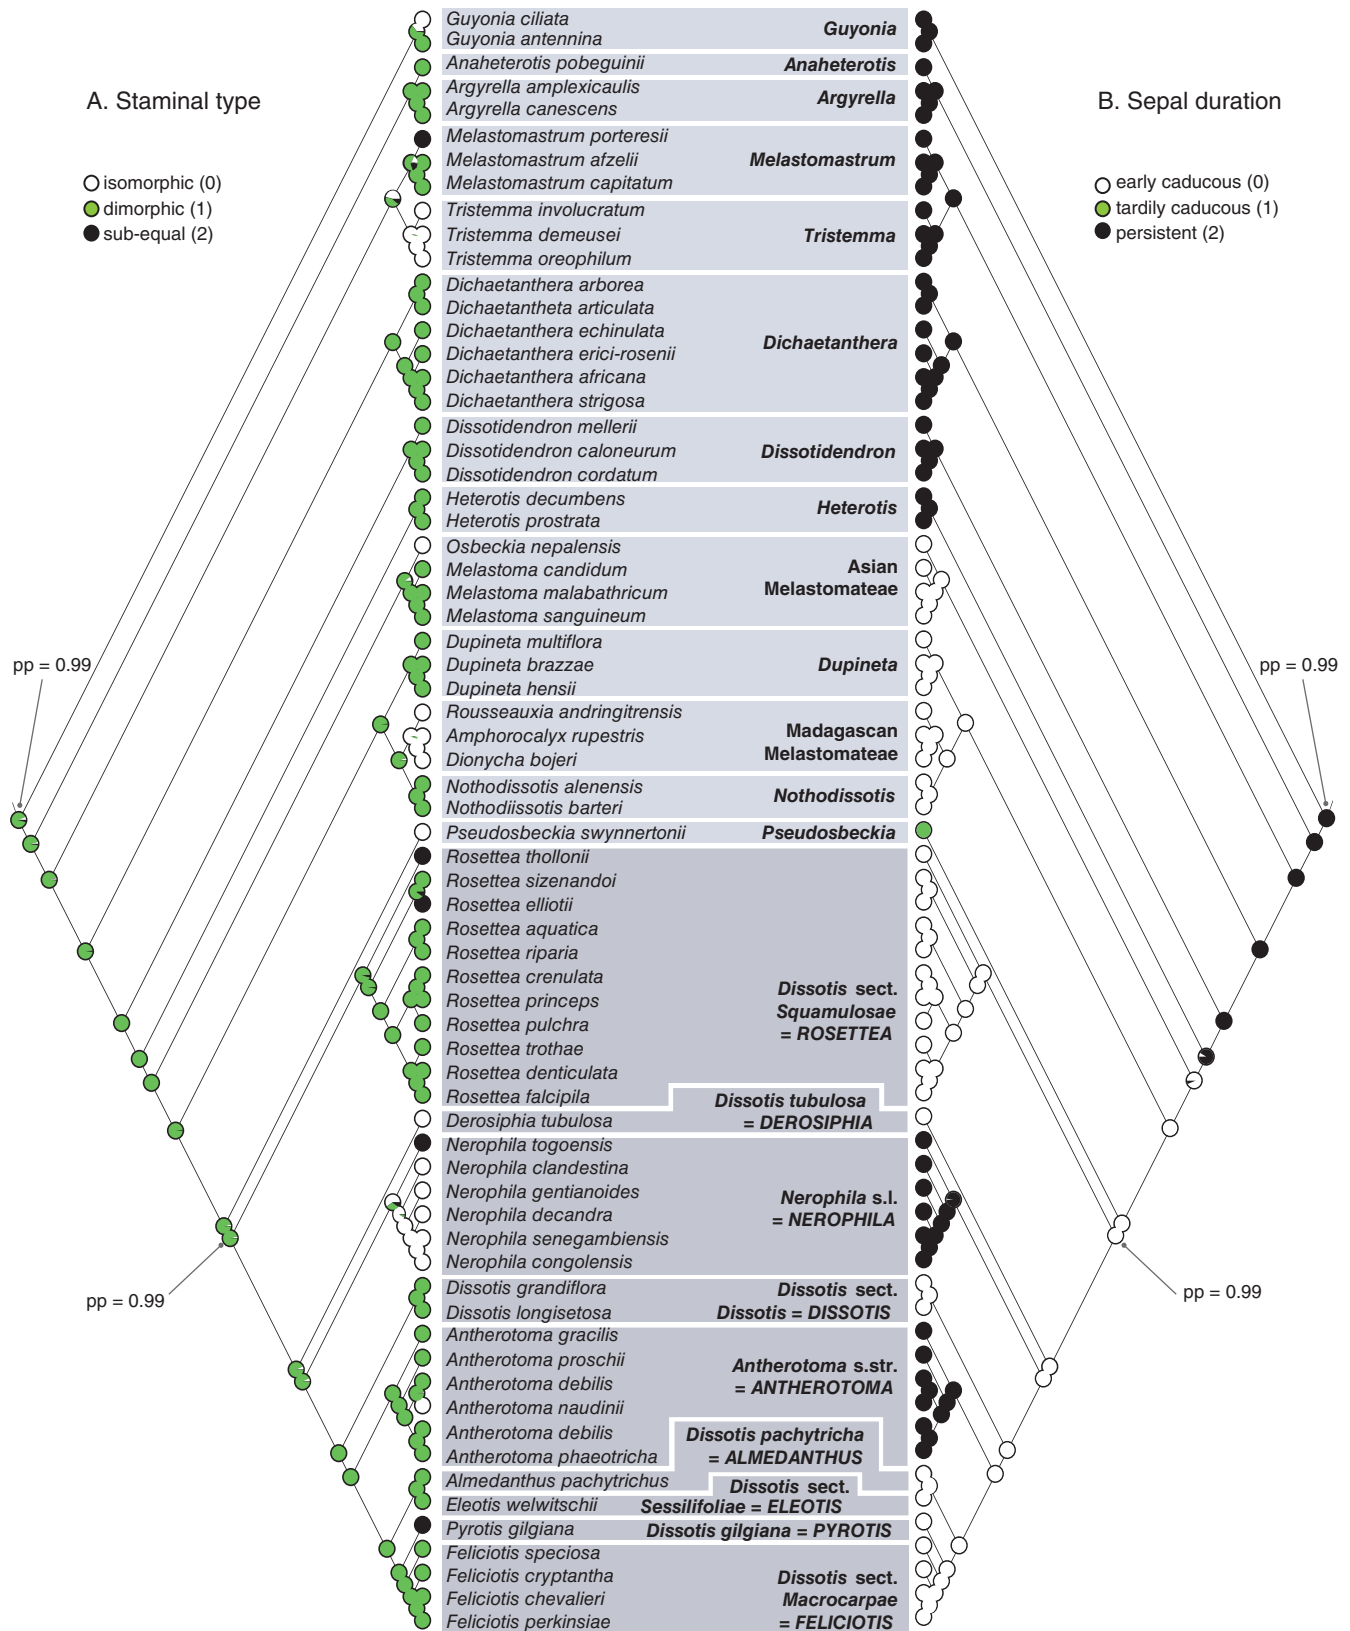 A. Staminal type
isomorphic (0)
dimorphic (1)
sub-equal (2)
B. Sepal duration
early caducous (0)
tardily caducous (1)
persistent (2)
pp = 0.99
pp = 0.99
pp = 0.99
pp = 0.99
Guyonia ciliata
Guyonia antennina
Guyonia
Anaheterotis pobeguinii
Anaheterotis
Argyrella amplexicaulis
Argyrella canescens
Argyrella
Melastomastrum porteresii
Melastomastrum afzelii
Melastomastrum capitatum
Melastomastrum
Tristemma involucratum
Tristemma demeusei
Tristemma oreophilum
Tristemma
Dichaetanthera arborea
Dichaetantheta articulata
Dichaetanthera echinulata
Dichaetanthera erici-rosenii
Dichaetanthera africana
Dichaetanthera strigosa
Dichaetanthera
Dissotidendron mellerii
Dissotidendron caloneurum
Dissotidendron cordatum
Dissotidendron
Heterotis decumbens
Heterotis prostrata
Heterotis
Osbeckia nepalensis
Melastoma candidum
Melastoma malabathricum
Melastoma sanguineum
Asian
Melastomateae
Dupineta multiflora
Dupineta brazzae
Dupineta hensii
Dupineta
Rousseauxia andringitrensis
Amphorocalyx rupestris
Dionycha bojeri
Madagascan
Melastomateae
Nothodissotis alenensis
Nothodiissotis barteri
Nothodissotis
Pseudosbeckia swynnertonii
Pseudosbeckia
Rosettea thollonii
Rosettea sizenandoi
Rosettea elliotii
Rosettea aquatica
Rosettea riparia
Rosettea crenulata
Rosettea princeps
Rosettea pulchra
Rosettea trothae
Rosettea denticulata
Rosettea falcipila
Dissotis sect.
Squamulosae
= ROSETTEA
Derosiphia tubulosa
Dissotis tubulosa
= DEROSIPHIA
Nerophila togoensis
Nerophila clandestina
Nerophila gentianoides
Nerophila decandra
Nerophila senegambiensis
Nerophila congolensis
Nerophila s.l.
= NEROPHILA
Dissotis grandiflora
Dissotis longisetosa
Dissotis sect.
Dissotis = DISSOTIS
Antherotoma gracilis
Antherotoma proschii
Antherotoma debilis
Antherotoma naudinii
Antherotoma debilis
Antherotoma phaeotricha
Antherotoma s.str.
= ANTHEROTOMA
Almedanthus pachytrichus
Dissotis pachytricha
= ALMEDANTHUS
Eleotis welwitschii
Dissotis sect.
Sessilifoliae = ELEOTIS
Pyrotis gilgiana
Dissotis gilgiana = PYROTIS
Feliciotis speciosa
Feliciotis cryptantha
Feliciotis chevalieri
Feliciotis perkinsiae
Dissotis sect.
Macrocarpae
= FELICIOTIS